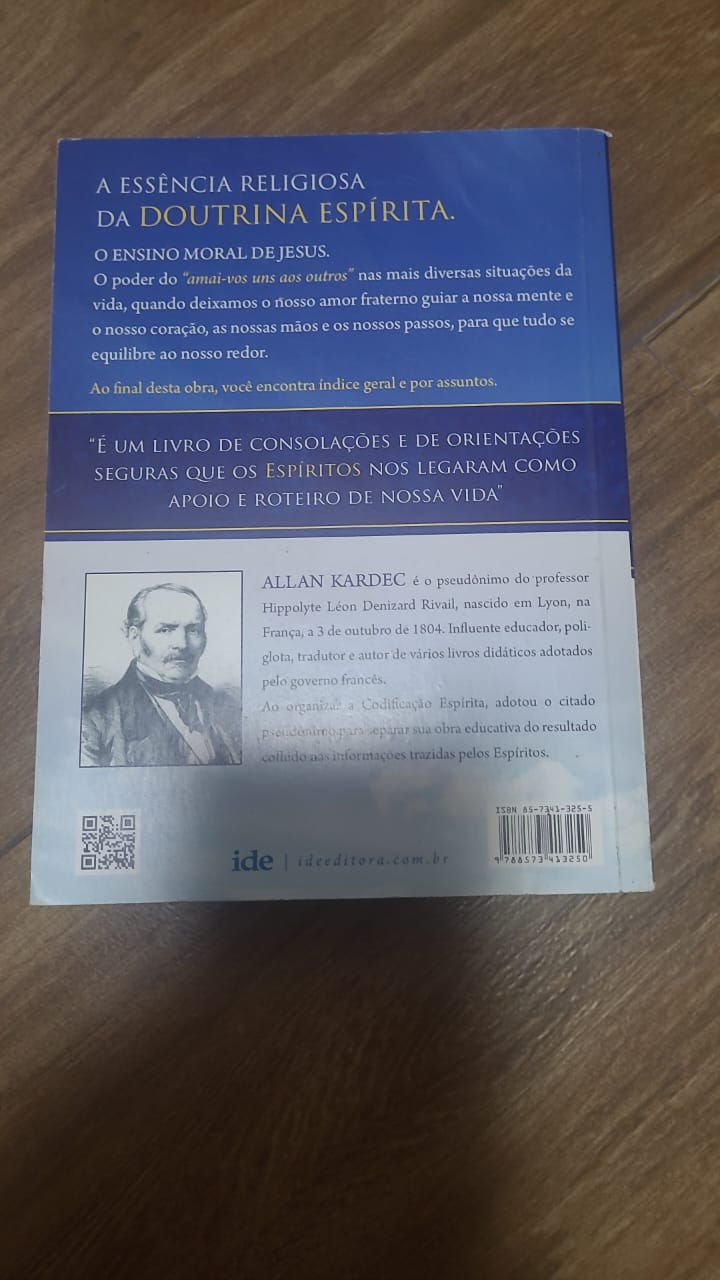 A ESSÊNCIA RELIGIOSA
DA DOUTRINA ESPÍRITA.
O ENSINO MORAL DE JESUS.
O poder do “amai-vos uns aos outros” nas mais diversas situações da
vida, quando deixamos o nosso amor fraterno guiar a nossa mente e
o nosso coração, as nossas mãos e os nossos passos, para que tudo se
equilibre ao nosso redor.
Ao final desta obra, você encontra índice geral e por assuntos.
“É UM LIVRO DE CONSOLAÇÕES E DE ORIENTAÇÕES
SEGURAS QUE OS ESPÍRITOS NOS LEGARAM COMO
APOIO E ROTEIRO DE NOSSA VIDA”
ALLAN KARDEC é o pseudônimo do professor
Hippolyte Léon Denizard Rivail, nascido em Lyon, na
França, a 3 de outubro de 1804. Influente educador, poli-
glota, tradutor e autor de vários livros didáticos adotados
pelo governo francês.
Ao organizar a Codificação Espírita, adotou o citado
pseudônimo para separar sua obra educativa do resultado
colhido nas informações trazidas pelos Espíritos.
ide | ideeditora.com.br
ISBN 85-7341-325-5
9 788573 413250